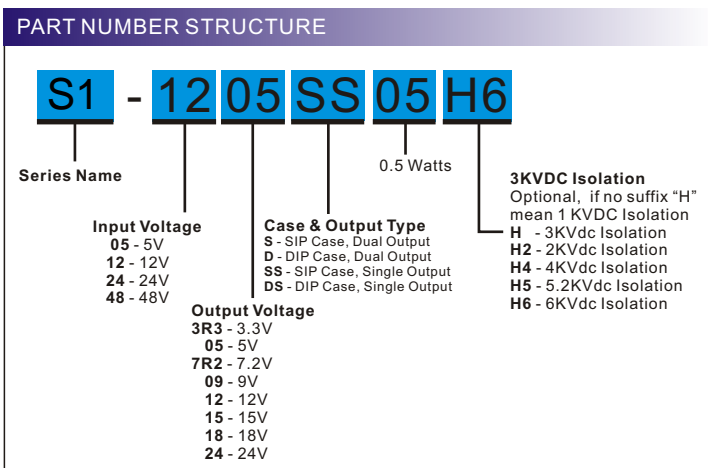 PART NUMBER STRUCTURE
S1 - 12 05 SS 05 H6
Series Name
0.5 Watts
Input Voltage
05 - 5V
12 - 12V
24 - 24V
48 - 48V
Output Voltage
3R3 - 3.3V
05 - 5V
7R2 - 7.2V
09 - 9V
12 - 12V
15 - 15V
18 - 18V
24 - 24V
Case & Output Type
S - SIP Case, Dual Output
D - DIP Case, Dual Output
SS - SIP Case, Single Output
DS - DIP Case, Single Output
3KVDC Isolation
Optional, if no suffix “H”
mean 1 KVDC Isolation
H - 3KVdc Isolation
H2 - 2KVdc Isolation
H4 - 4KVdc Isolation
H5 - 5.2KVdc Isolation
H6 - 6KVdc Isolation